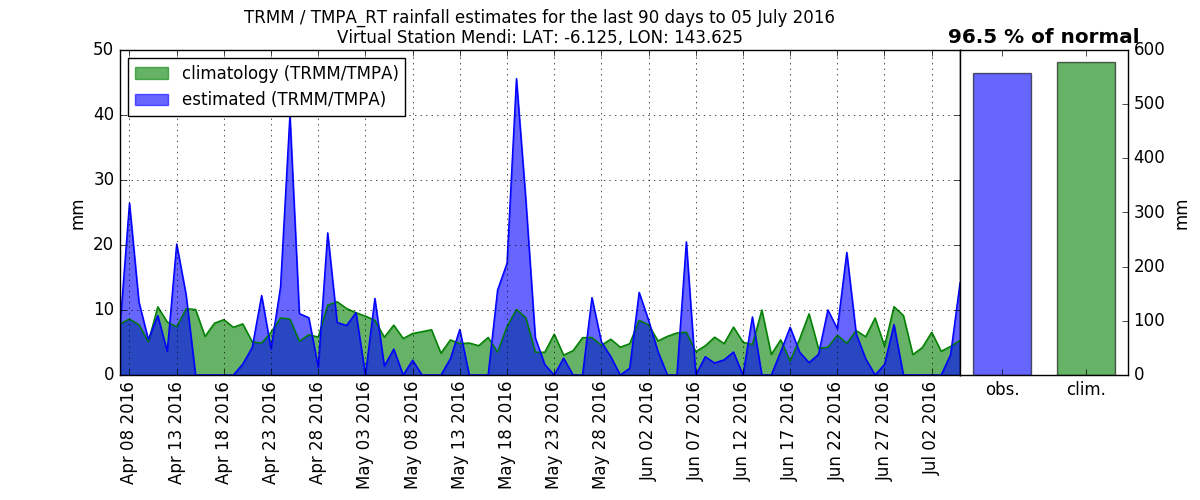 TRMM / TMPA_RT rainfall estimates for the last 90 days to 05 July 2016
Virtual Station Mendi: LAT: -6.125, LON: 143.625
96.5 % of normal
climatology (TRMM/TMPA)
estimated (TRMM/TMPA)
mm
50
40
30
20
10
0
Apr 08 2016
Apr 13 2016
Apr 18 2016
Apr 23 2016
Apr 28 2016
May 03 2016
May 08 2016
May 13 2016
May 18 2016
May 23 2016
May 28 2016
Jun 02 2016
Jun 07 2016
Jun 12 2016
Jun 17 2016
Jun 22 2016
Jun 27 2016
Jul 02 2016
obs.
clim.
600
500
400
300
200
100
0
mm